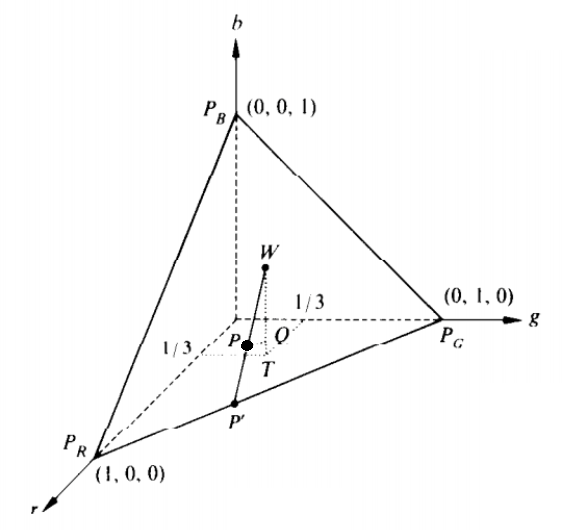 b
P_B (0, 0, 1)
W
1/3 (0, 1, 0)
g
P Q P_G
1/3
T
P'
P_R
(1, 0, 0)
r